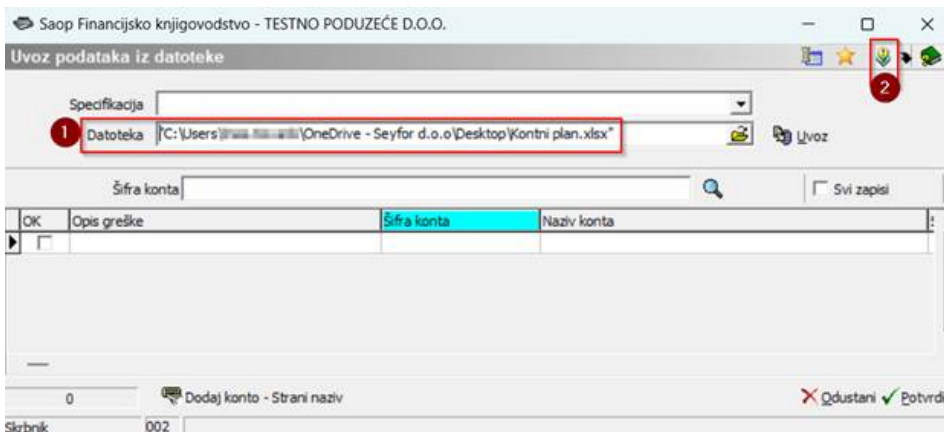 Saop Financijsko knjigovodstvo - TESTNO PODUZEĆE D.O.O.
Uvoz podataka iz datoteke
2
Specifikacija
1 Datoteka "C:\Users\ \OneDrive - Seyfor d.o.o\Desktop\Kontni plan.xlsx" Uvoz
Šifra konta Svi zapisi
OK Opis greške Šifra konta Naziv konta
0 Dodaj konto - Strani naziv Odustani Potvrdi
Skrbnik 002